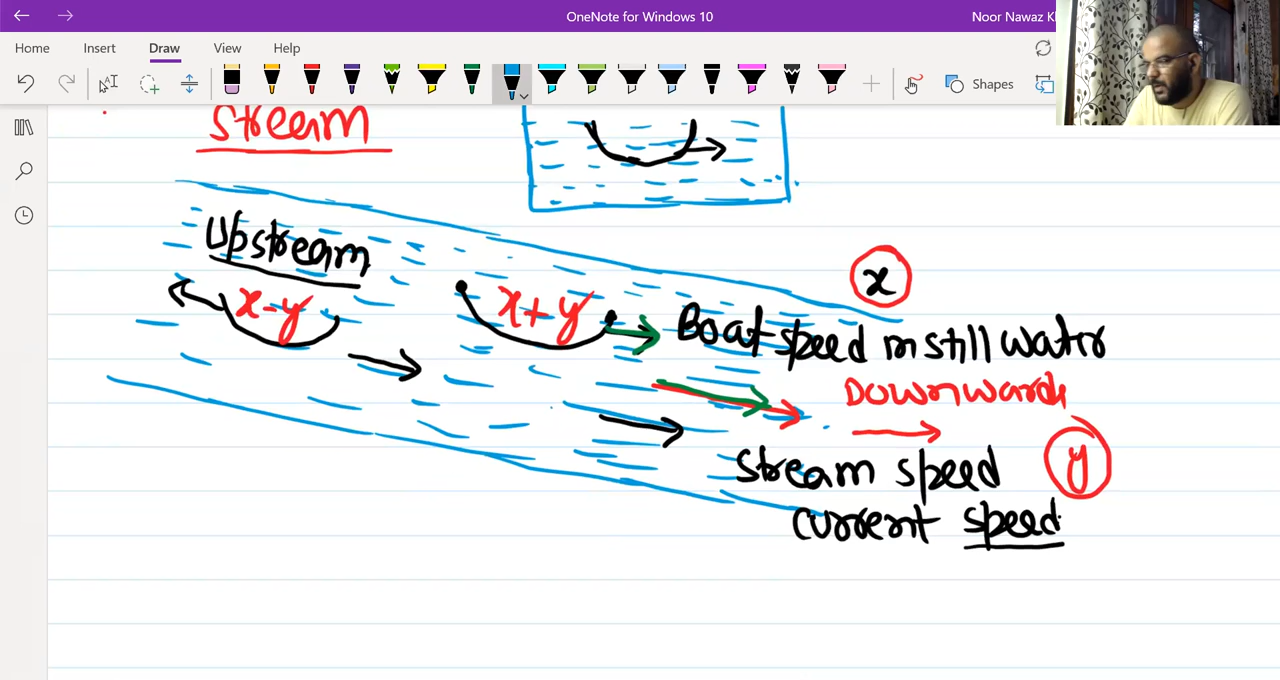 OneNote for Windows 10
Noor Nawaz Kh
Home Insert Draw View Help
Shapes
Stream
Upstream
x
x-y
x+y
Boat speed in still water
Downwards
Stream speed y
current speed